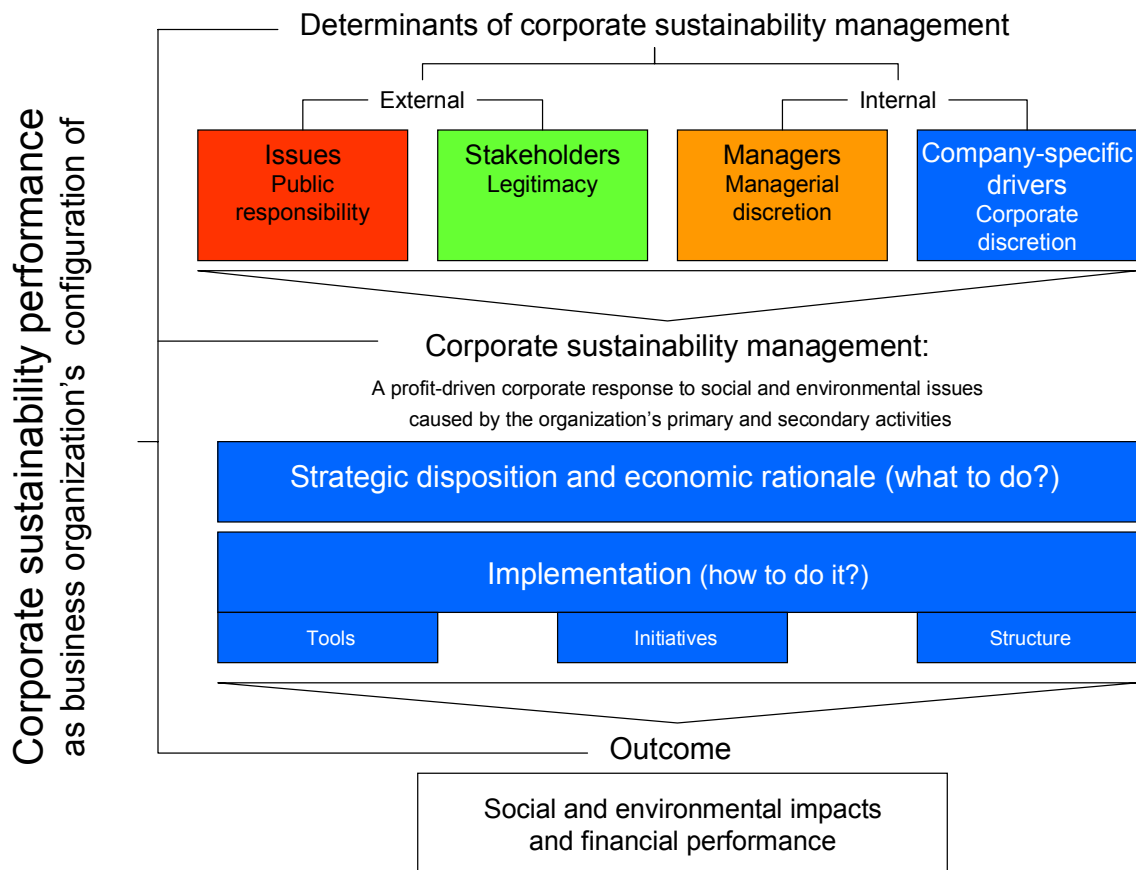 Corporate sustainability performance
as business organization's configuration of
Determinants of corporate sustainability management
External
Internal
Issues
Public
responsibility
Stakeholders
Legitimacy
Managers
Managerial
discretion
Company-specific
drivers
Corporate
discretion
Corporate sustainability management:
A profit-driven corporate response to social and environmental issues
caused by the organization's primary and secondary activities
Strategic disposition and economic rationale (what to do?)
Implementation (how to do it?)
Tools
Initiatives
Structure
Outcome
Social and environmental impacts
and financial performance